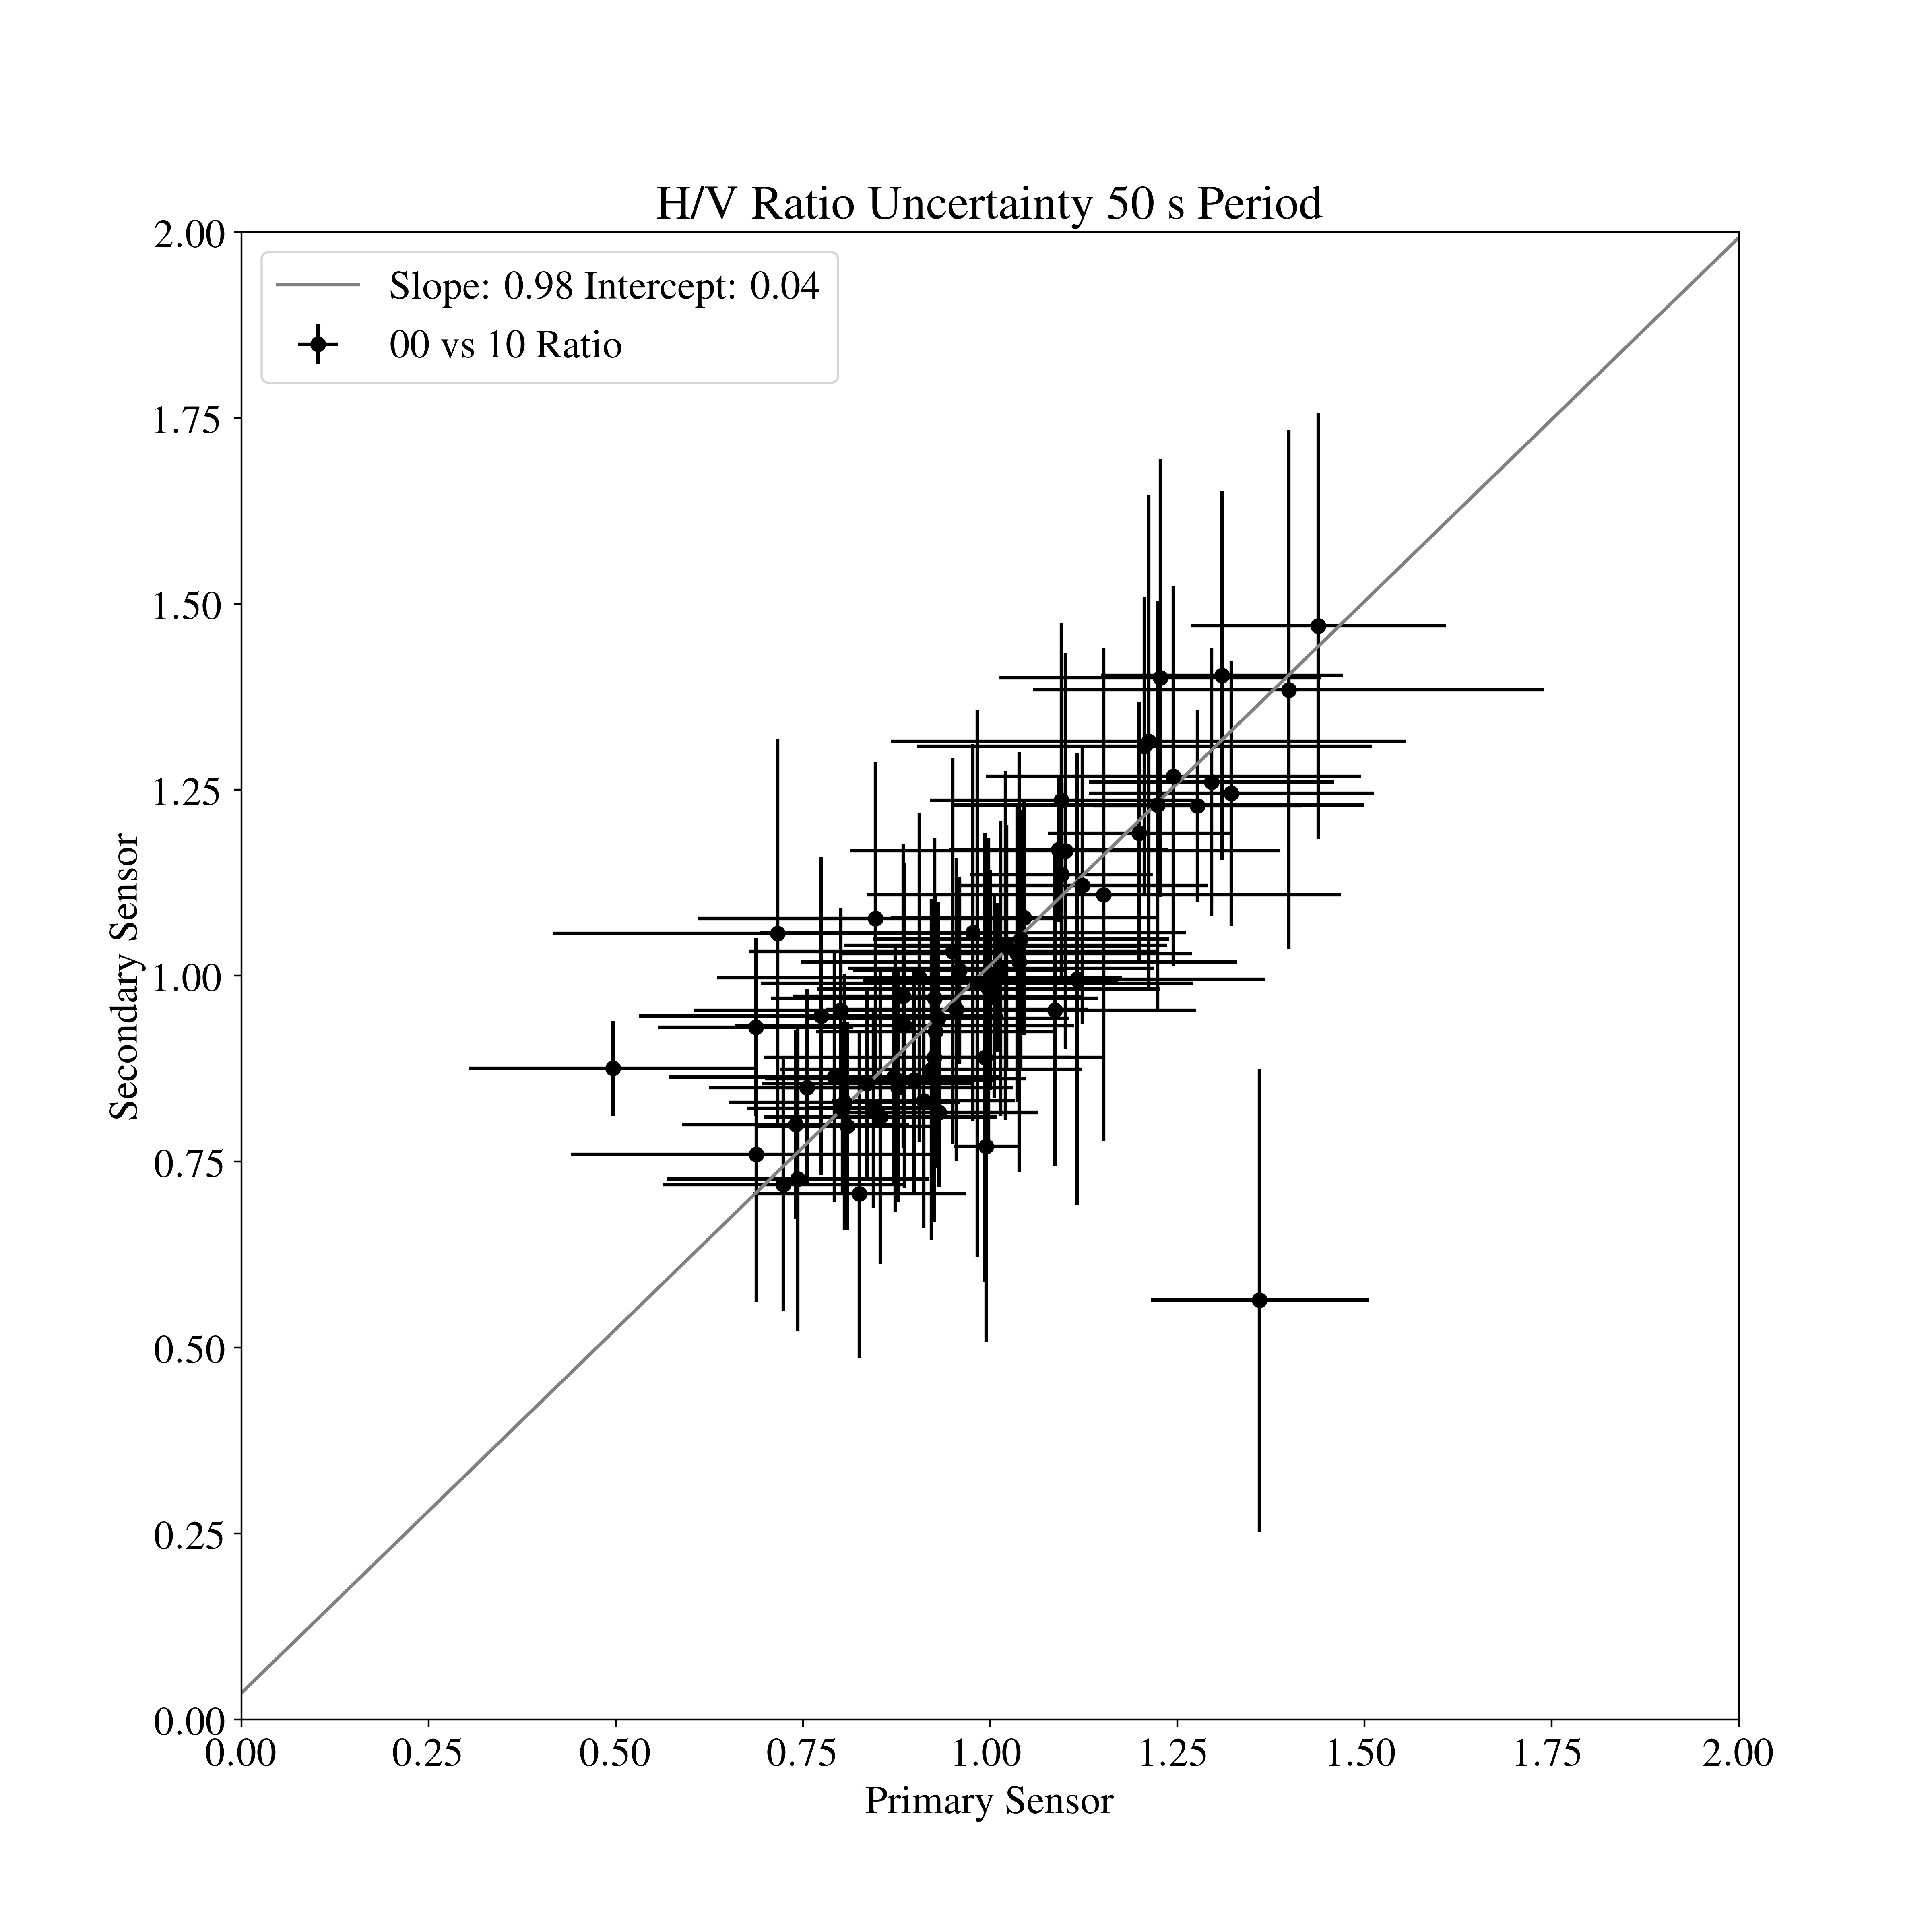 H/V Ratio Uncertainty 50 s Period
Slope: 0.98 Intercept: 0.04
00 vs 10 Ratio
2.00
1.75
1.50
1.25
1.00
0.75
0.50
0.25
0.00
Secondary Sensor
0.00 0.25 0.50 0.75 1.00 1.25 1.50 1.75 2.00
Primary Sensor